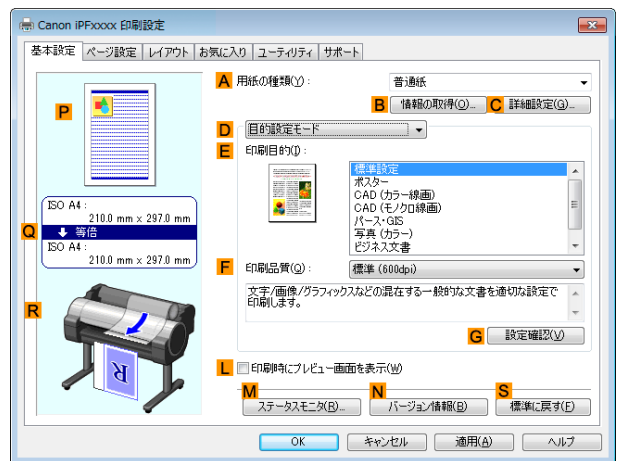 Canon iPFxxxx 印刷設定
基本設定 ページ設定 レイアウト お気に入り ユーティリティ サポート
A 用紙の種類(Y): 普通紙
B 情報の取得(O)... C 詳細設定(G)...
P
D 目的設定モード
E 印刷目的(I):
標準設定
ポスター
CAD (カラー線画)
CAD (モノクロ線画)
パース・GIS
写真 (カラー)
ビジネス文書
ISO A4:
210.0 mm x 297.0 mm
Q 等倍
ISO A4:
210.0 mm x 297.0 mm
F 印刷品質(Q): 標準 (600dpi)
文字/画像/グラフィックスなどの混在する一般的な文書を適切な設定で
印刷します。
R
G 設定確認(V)
R
L 印刷時にプレビュー画面を表示(W)
M N S
ステータスモニタ(R)... バージョン情報(B) 標準に戻す(E)
OK キャンセル 適用(A) ヘルプ